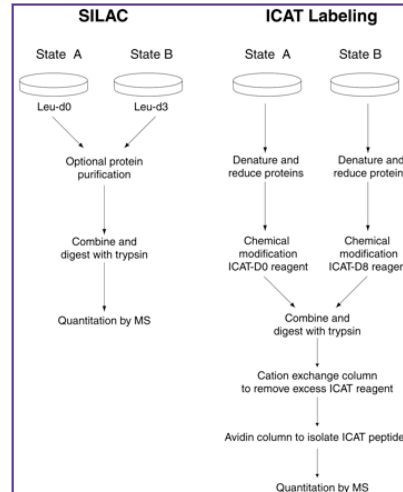 SILAC
State A State B
Leu-d0 Leu-d3
Optional protein
purification
Combine and
digest with trypsin
Quantitation by MS
ICAT Labeling
State A State B
Denature and
reduce proteins
Denature and
reduce protein
Chemical
modification
ICAT-D0 reagent
Chemical
modification
ICAT-D8 reagen
Combine and
digest with trypsin
Cation exchange column
to remove excess ICAT reagent
Avidin column to isolate ICAT peptide
Quantitation by MS